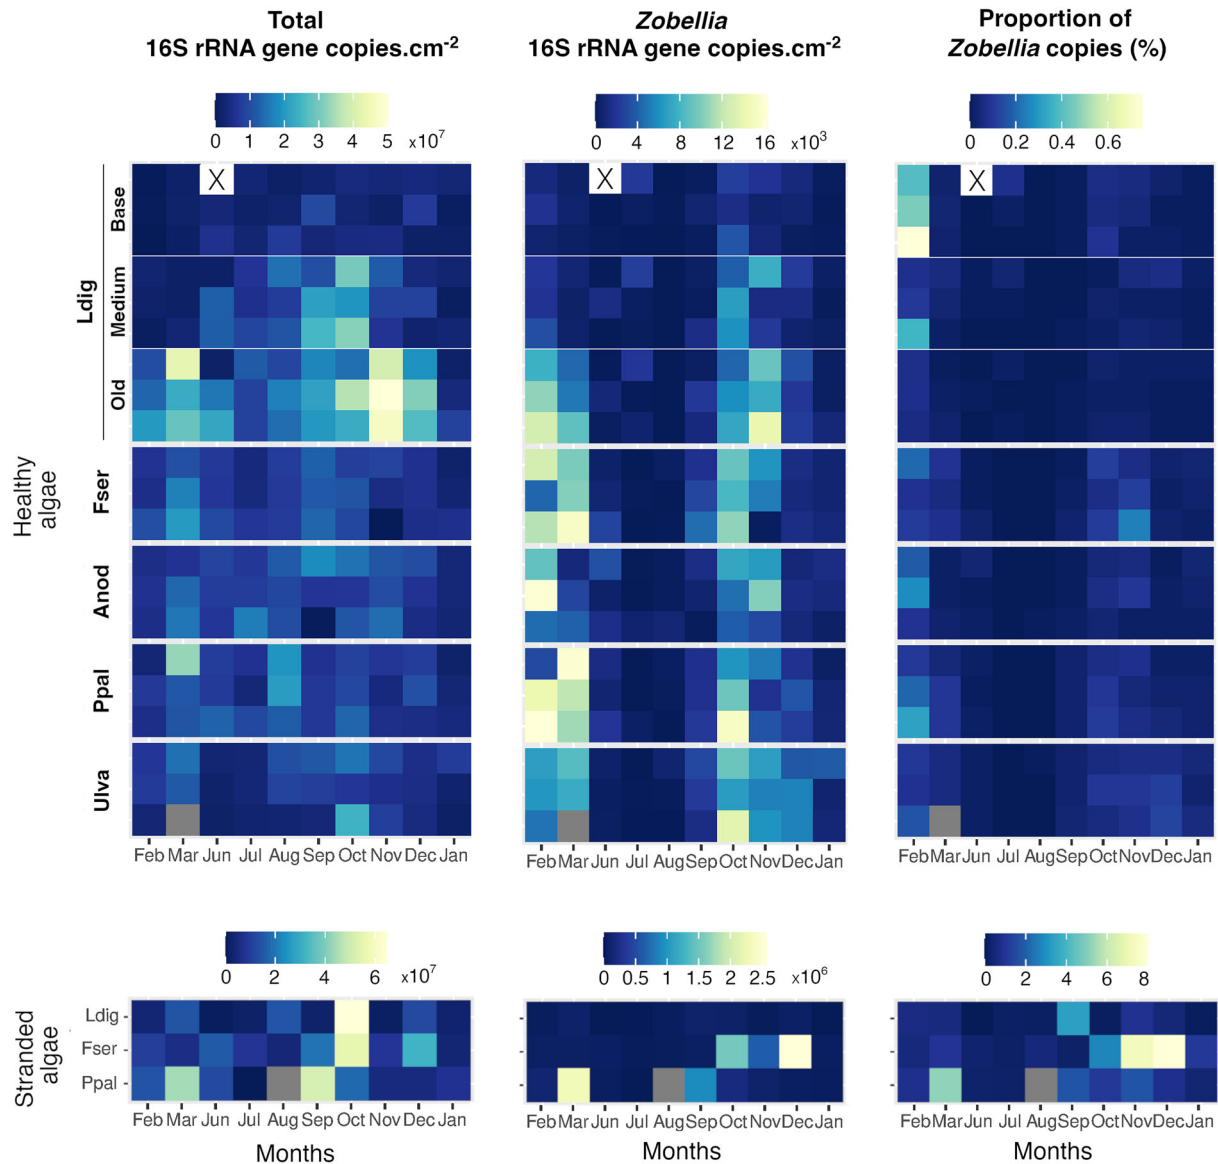 Total
16S rRNA gene copies.cm-2
Zobellia
16S rRNA gene copies.cm-2
Proportion of
Zobellia copies (%)
0 1 2 3 4 5 x10^7
0 4 8 12 16 x10^3
0 0.2 0.4 0.6
X X X
Healthy
algae
Ldig
Base
Medium
Old
Fser
Anod
Ppal
Ulva
Feb Mar Jun Jul Aug Sep Oct Nov Dec Jan
Feb Mar Jun Jul Aug Sep Oct Nov Dec Jan
Feb Mar Jun Jul Aug Sep Oct Nov Dec Jan
0 2 4 6 x10^7
0 0.5 1 1.5 2 2.5 x10^6
0 2 4 6 8
Stranded
algae
Ldig
Fser
Ppal
Feb Mar Jun Jul Aug Sep Oct Nov Dec Jan
Feb Mar Jun Jul Aug Sep Oct Nov Dec Jan
Feb Mar Jun Jul Aug Sep Oct Nov Dec Jan
Months
Months
Months